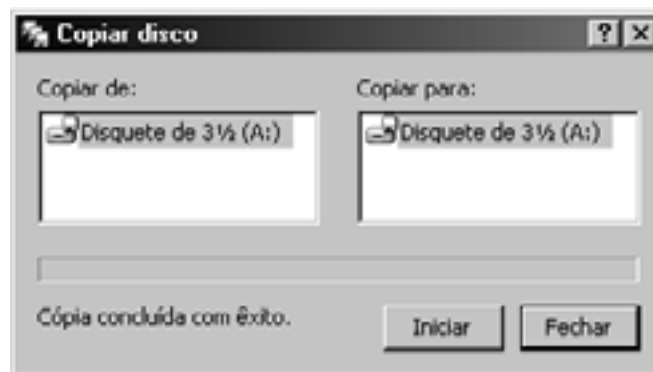 Copiar disco
Copiar de:
Copiar para:
Disquete de 3½ (A:)
Disquete de 3½ (A:)
Cópia concluída com êxito.
Iniciar
Fechar